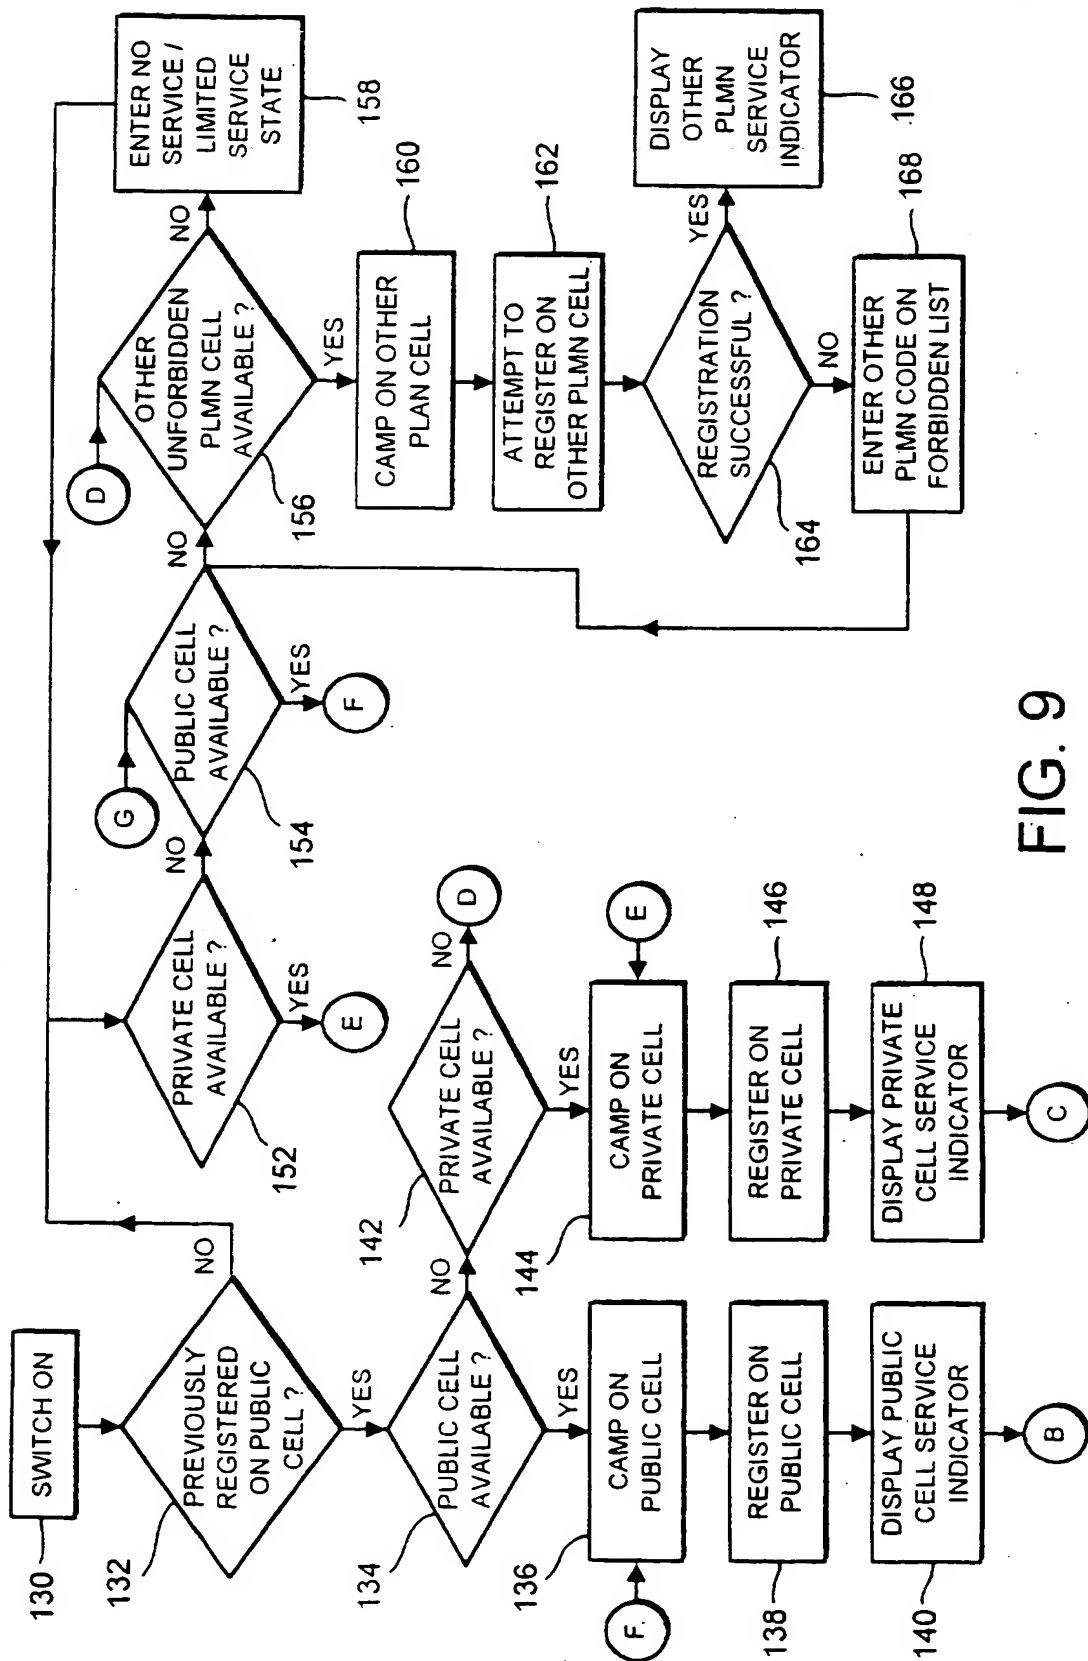 SWITCH ON
130
PREVIOUSLY
REGISTERED
ON PUBLIC
CELL ?
132
NO
YES
PUBLIC CELL
AVAILABLE ?
134
NO
YES
F.
CAMP ON
PUBLIC CELL
136
REGISTER ON
PUBLIC CELL
138
DISPLAY PUBLIC
CELL SERVICE
INDICATOR
140
B
PRIVATE CELL
AVAILABLE ?
142
NO
D
YES
CAMP ON
PRIVATE CELL
144
E
REGISTER ON
PRIVATE CELL
146
DISPLAY PRIVATE
CELL SERVICE
INDICATOR
148
C
PRIVATE CELL
AVAILABLE ?
152
NO
YES
E
G
PUBLIC CELL
AVAILABLE ?
154
NO
YES
F
D
OTHER
UNFORBIDDEN
PLMN CELL
AVAILABLE ?
156
NO
YES
ENTER NO
SERVICE /
LIMITED
SERVICE
STATE
158
CAMP ON OTHER
PLAN CELL
160
ATTEMPT TO
REGISTER ON
OTHER PLMN CELL
162
REGISTRATION
SUCCESSFUL ?
164
YES
NO
DISPLAY
OTHER
PLMN
SERVICE
INDICATOR
166
ENTER OTHER
PLMN CODE ON
FORBIDDEN LIST
168
FIG. 9